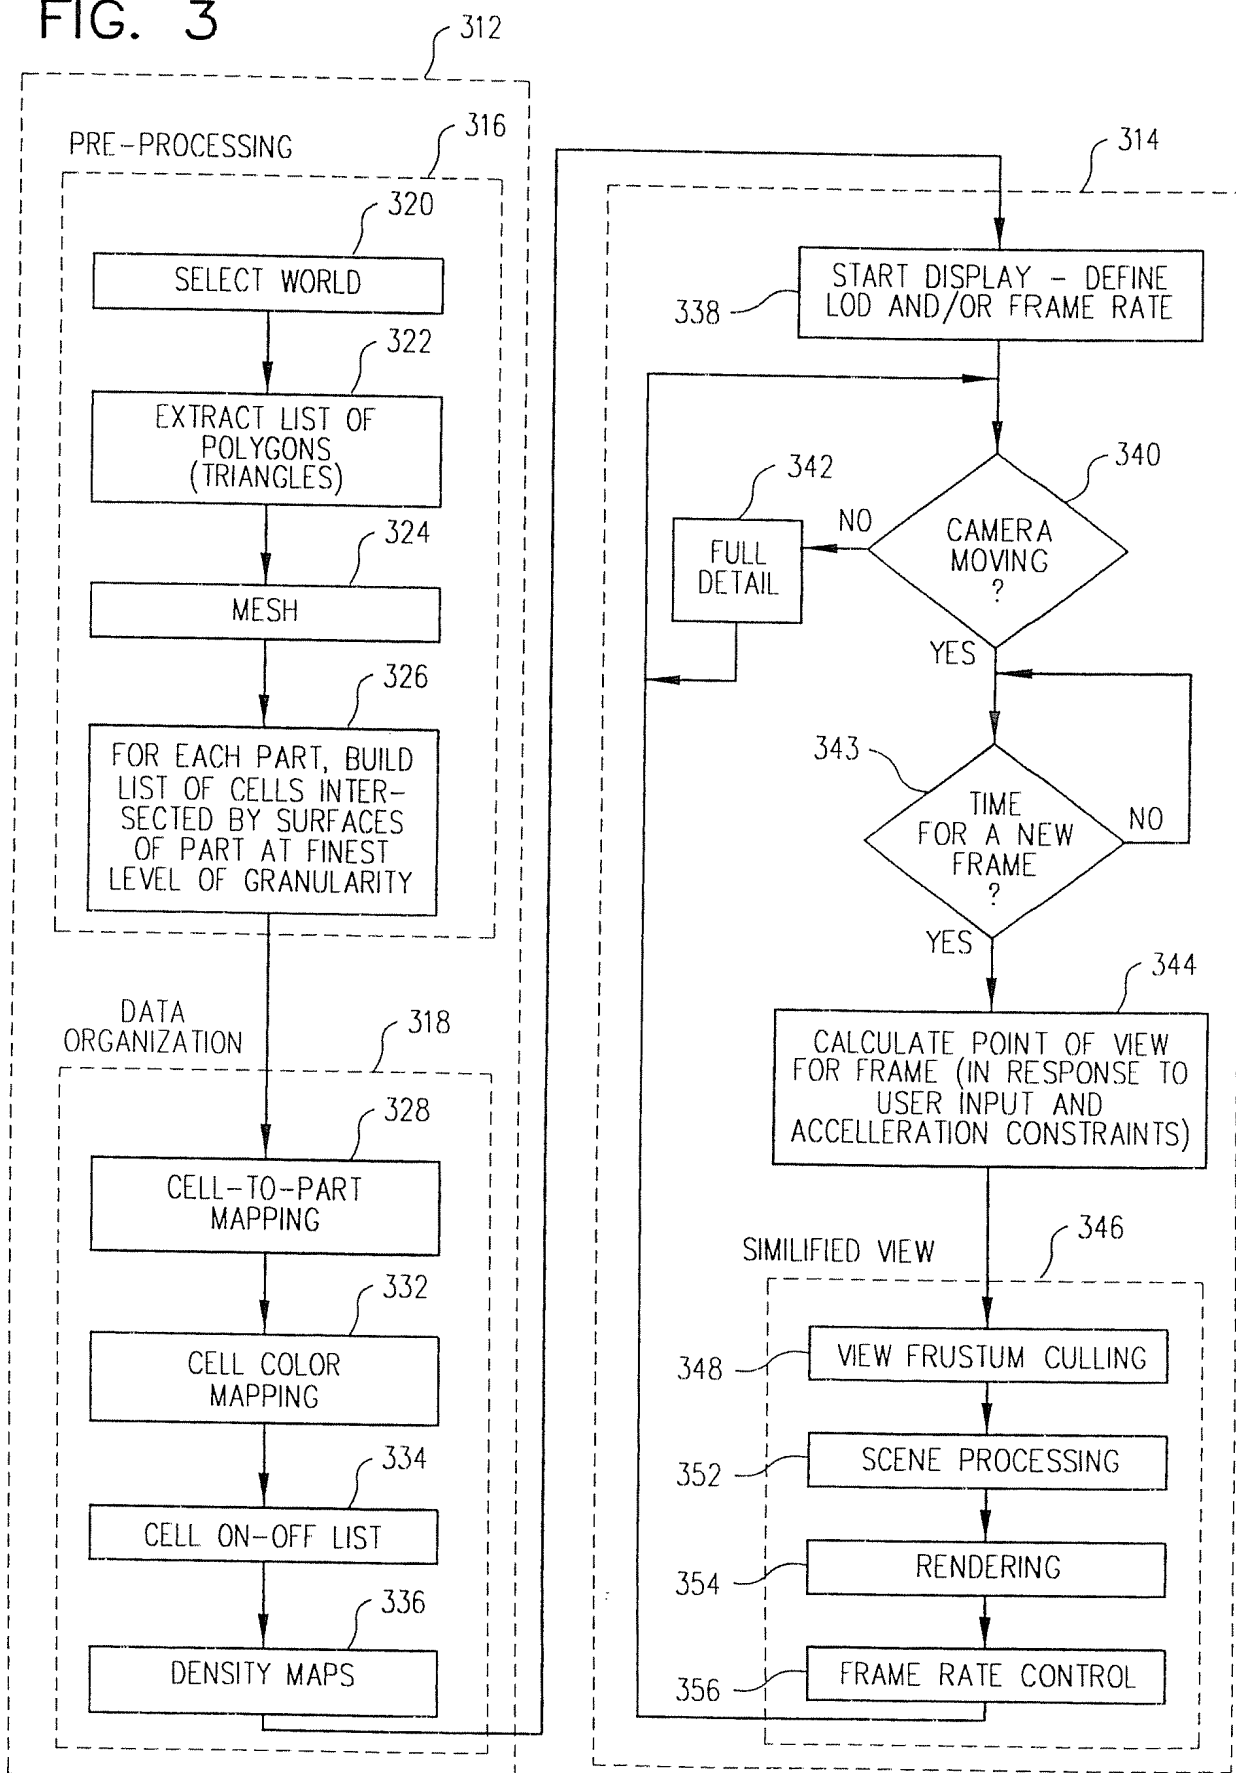 FIG. 3
312
PRE-PROCESSING
316
320
SELECT WORLD
322
EXTRACT LIST OF
POLYGONS
(TRIANGLES)
324
MESH
326
FOR EACH PART, BUILD
LIST OF CELLS INTER-
SECTED BY SURFACES
OF PART AT FINEST
LEVEL OF GRANULARITY
DATA
ORGANIZATION
318
328
CELL-TO-PART
MAPPING
332
CELL COLOR
MAPPING
334
CELL ON-OFF LIST
336
DENSITY MAPS
314
START DISPLAY - DEFINE
LOD AND/OR FRAME RATE
338
340
CAMERA
MOVING
?
NO
342
FULL
DETAIL
YES
343
TIME
FOR A NEW
FRAME
?
NO
YES
344
CALCULATE POINT OF VIEW
FOR FRAME (IN RESPONSE TO
USER INPUT AND
ACCELLERATION CONSTRAINTS)
346
SIMILIFIED VIEW
348
VIEW FRUSTUM CULLING
352
SCENE PROCESSING
354
RENDERING
356
FRAME RATE CONTROL